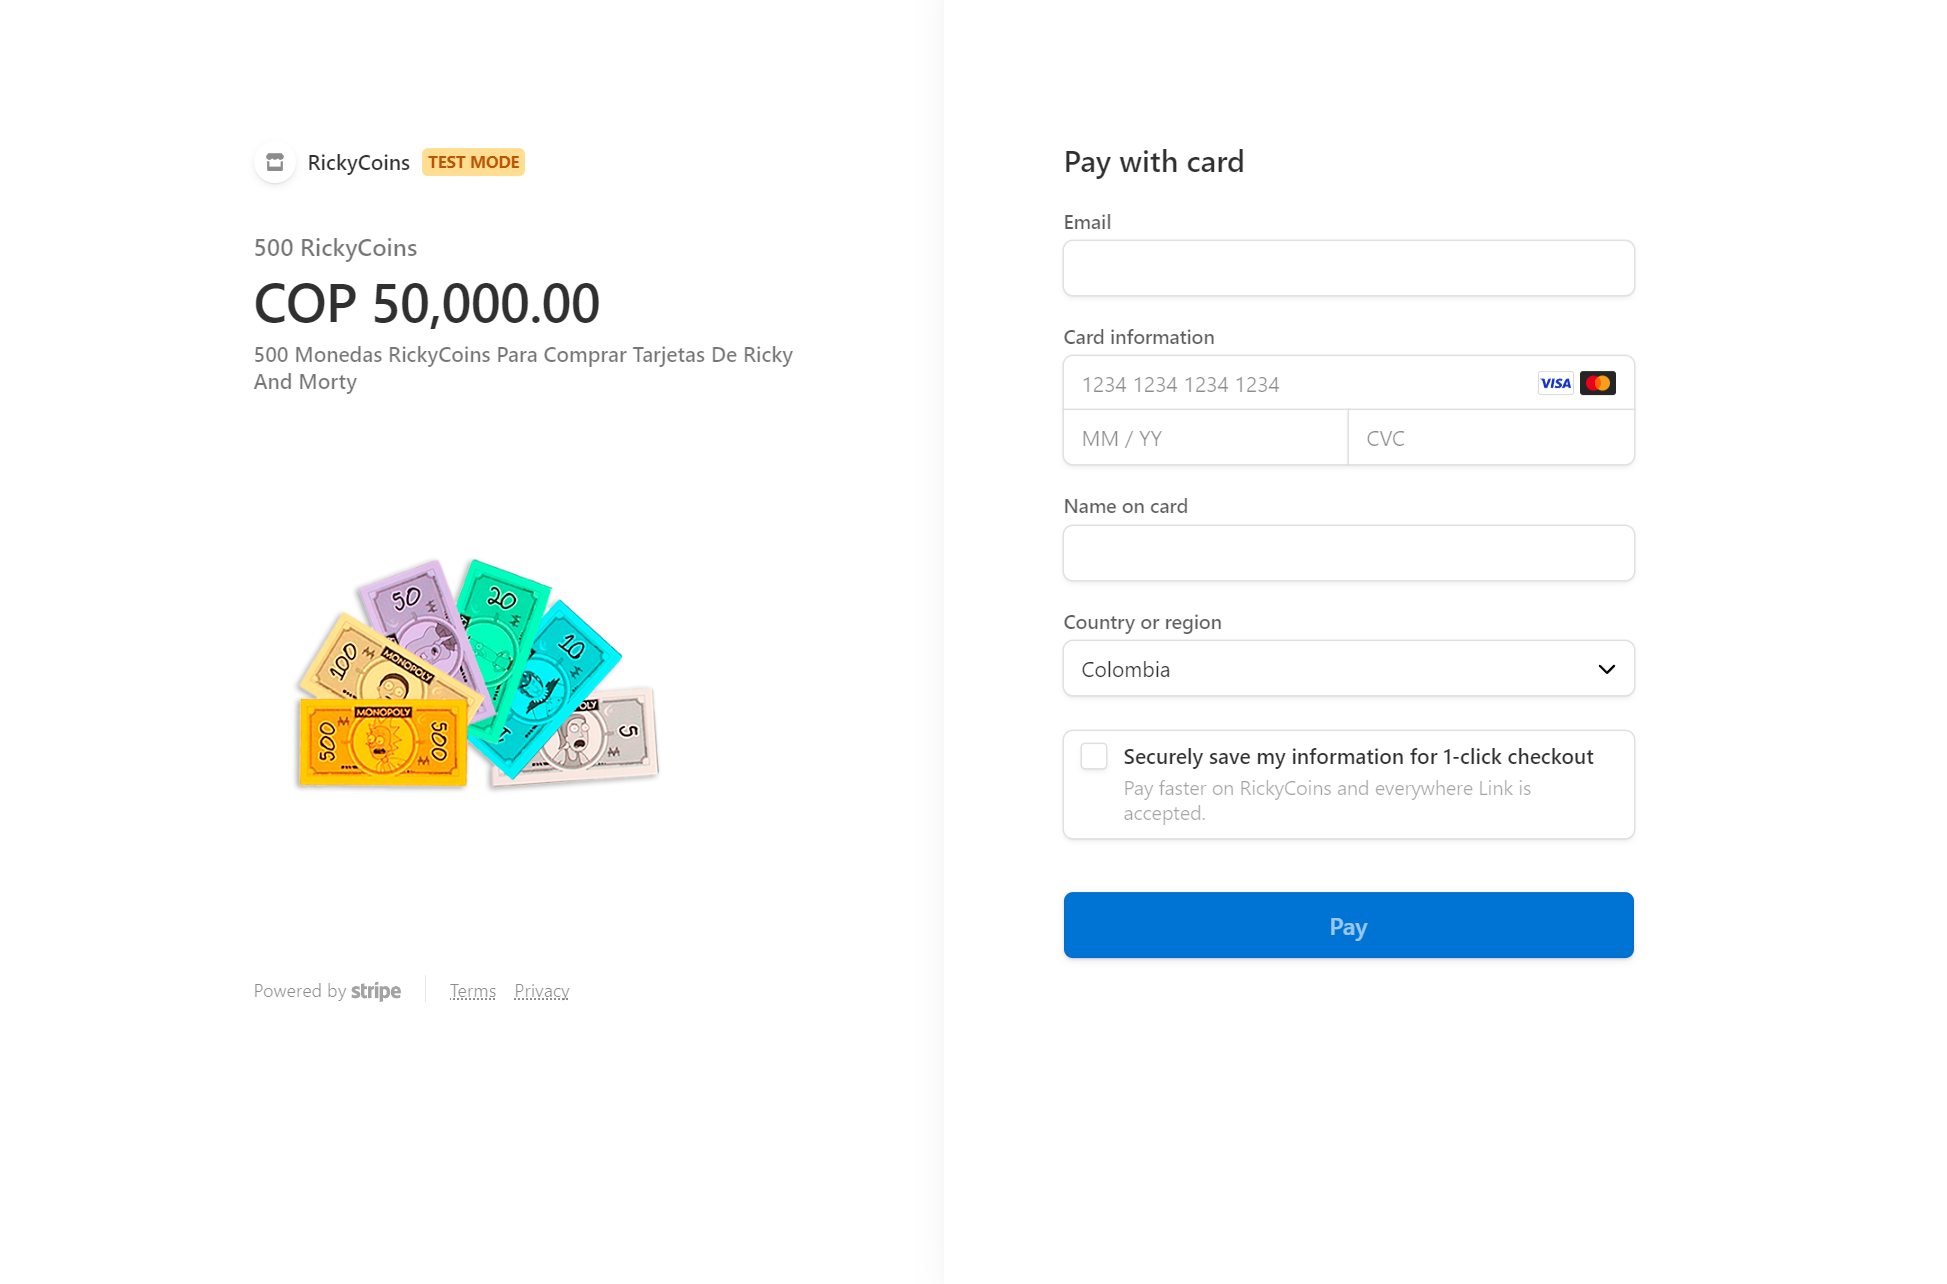 RickyCoins TEST MODE
500 RickyCoins
COP 50,000.00
500 Monedas RickyCoins Para Comprar Tarjetas De Ricky
And Morty
50
20
10
100
MONOPOLY
MONOPOLY
500
500
5
Powered by stripe
Terms Privacy
Pay with card
Email
Card information
1234 1234 1234 1234 VISA
MM / YY CVC
Name on card
Country or region
Colombia
Securely save my information for 1-click checkout
Pay faster on RickyCoins and everywhere Link is
accepted.
Pay